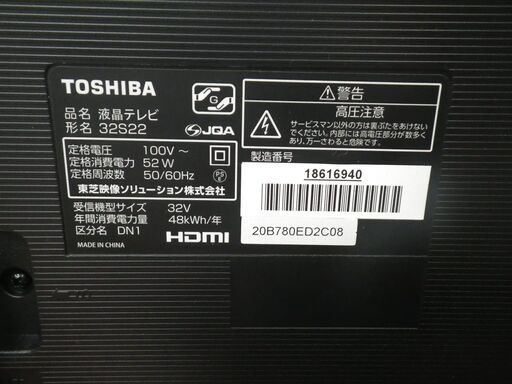 TOSHIBA
品名 液晶テレビ
形名 32S22
G
JQA
定格電圧 100V~
定格消費電力 52W
定格周波数 50/60Hz
PS
E
東芝映像ソリューション株式会社
受信機型サイズ 32V
年間消費電力量 48kWh/年
区分名 DN1
MADE IN CHINA
HDMI
警告
高圧注意
サービスマン以外の方は裏ぶたをあけない
でください。内部には高電圧部分が数多く
あり、万一さわると危険です。
製造番号
18616940
20B780ED2C08